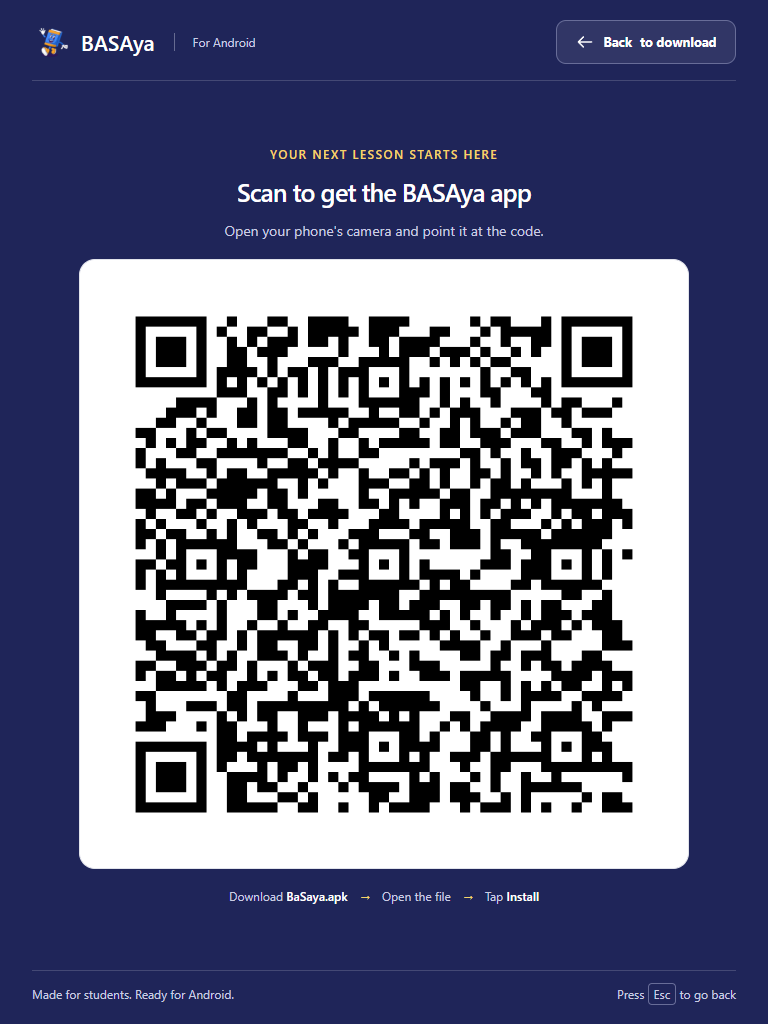 BASAya
For Android
Back to download
YOUR NEXT LESSON STARTS HERE
Scan to get the BASAya app
Open your phone's camera and point it at the code.
Download BaSaya.apk → Open the file → Tap Install
Made for students. Ready for Android.
Press Esc to go back